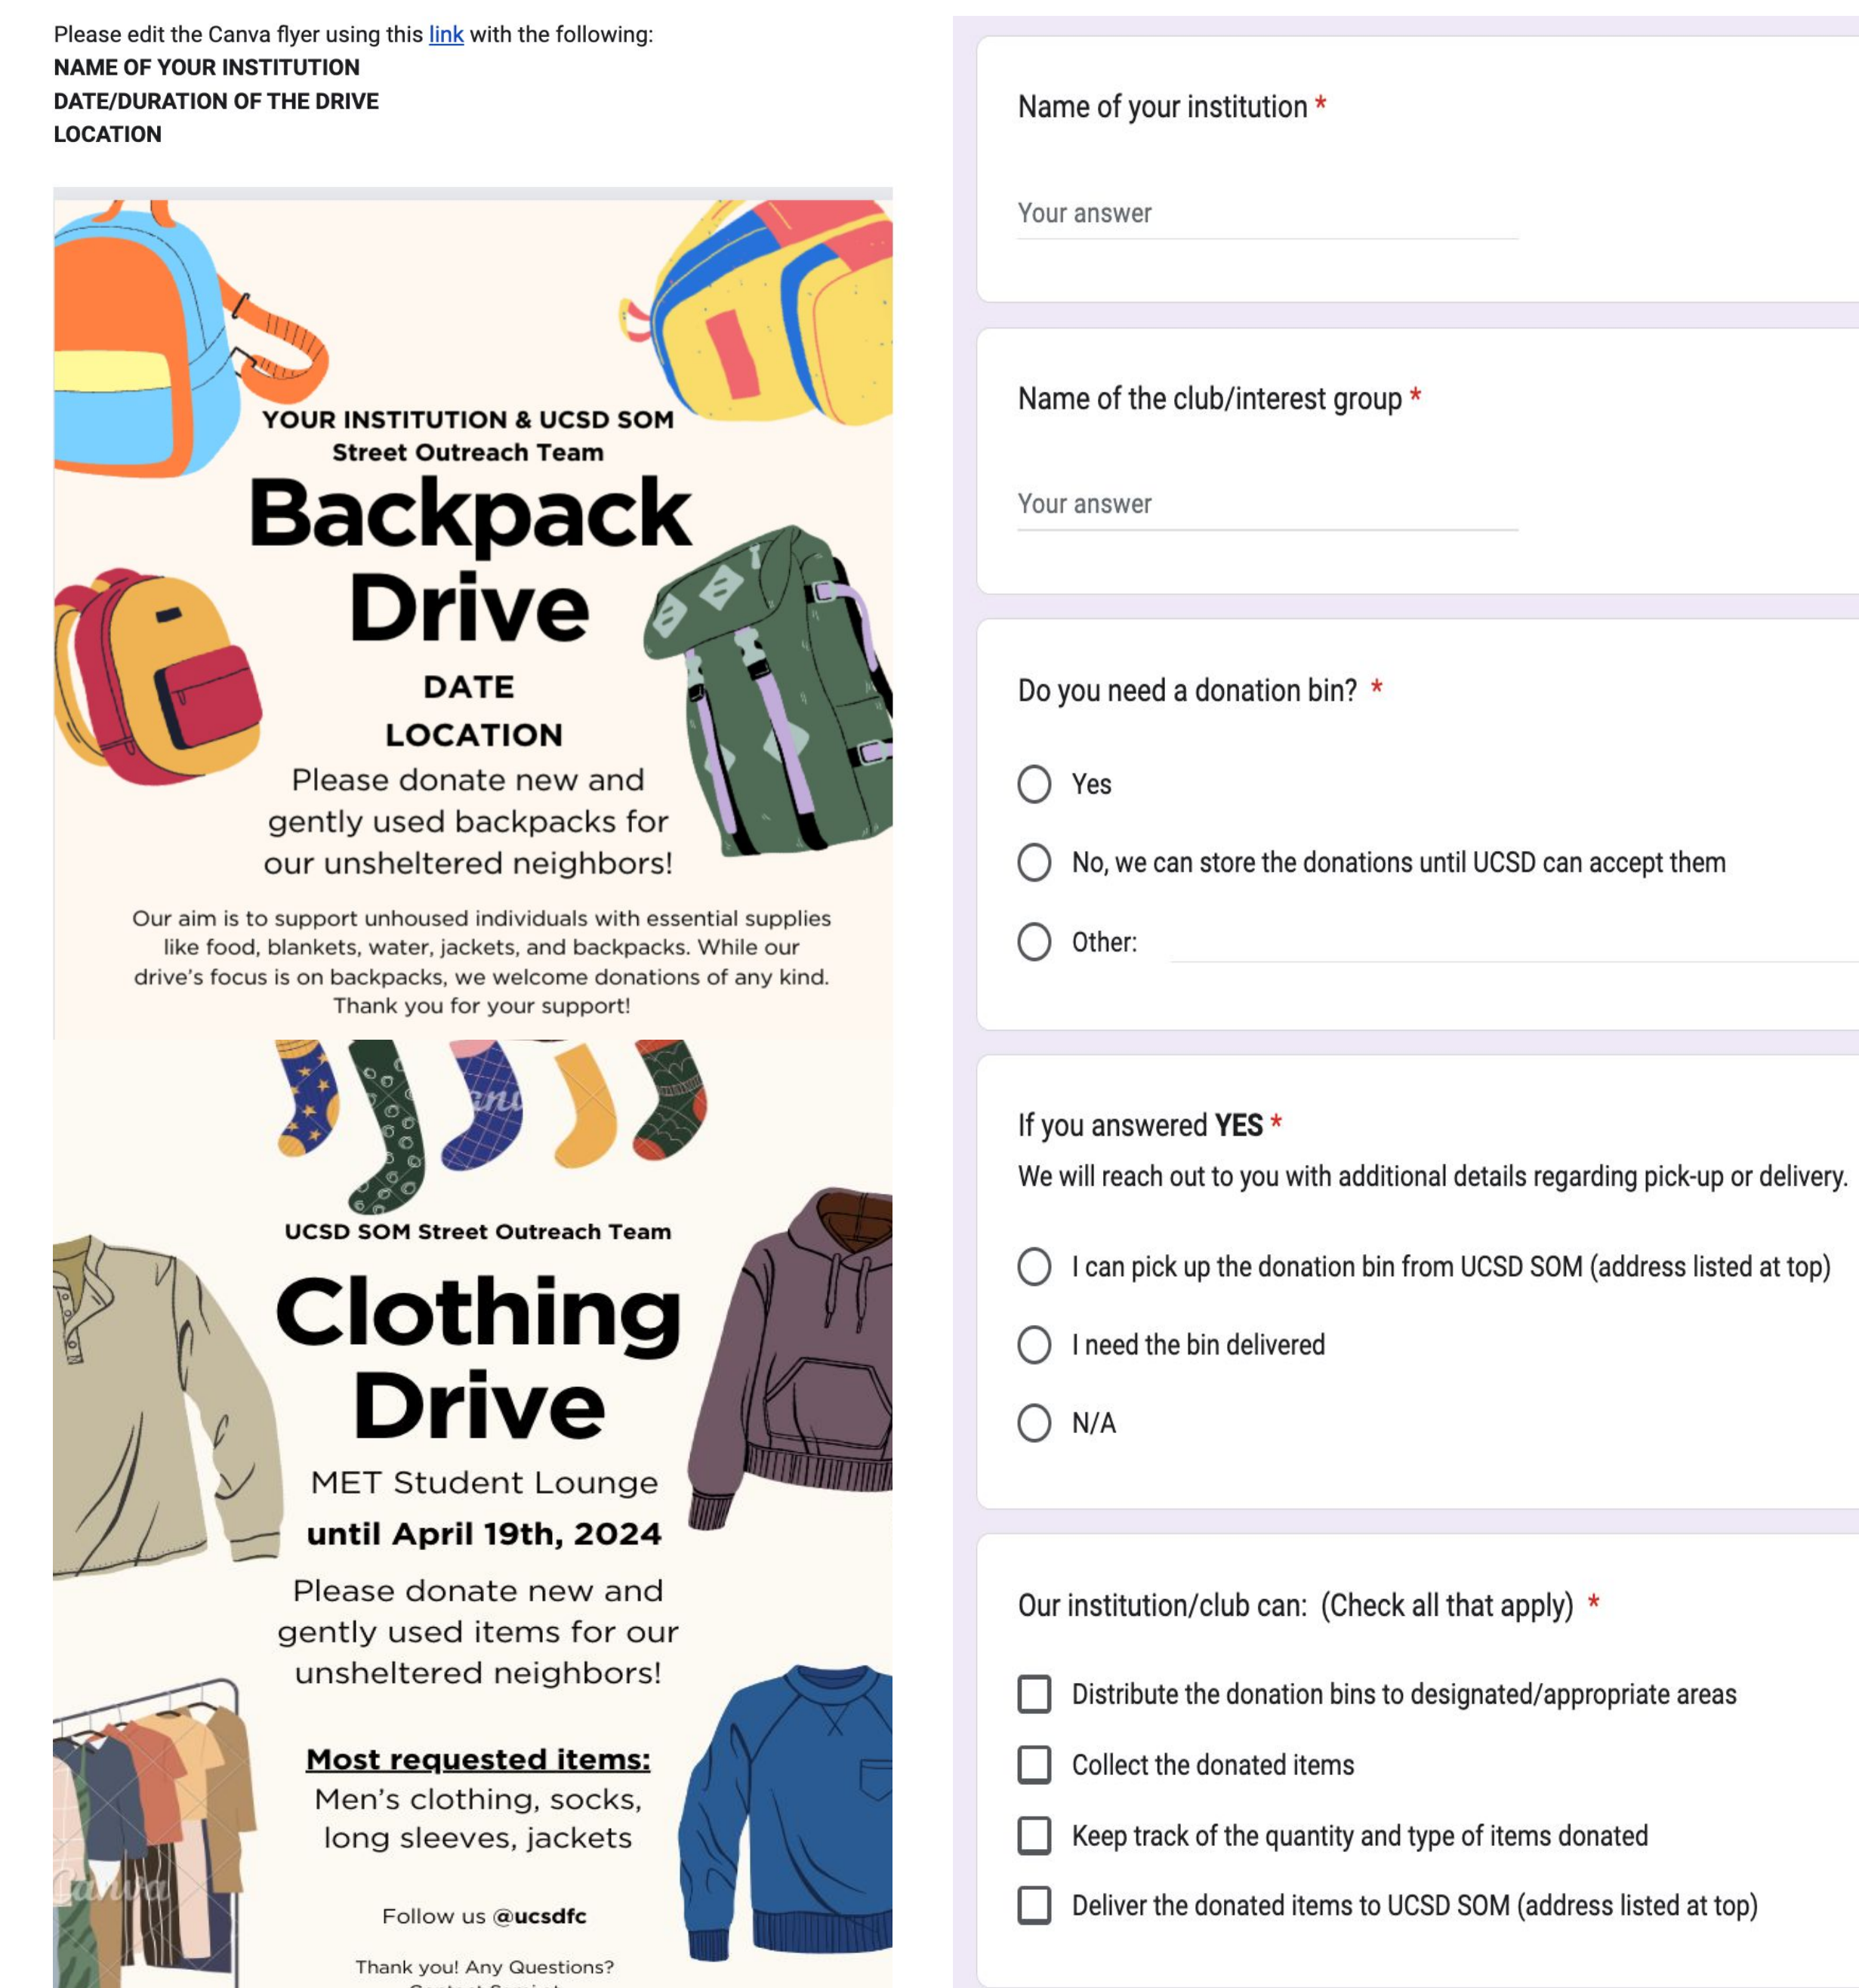 Please edit the Canva flyer using this link with the following:
NAME OF YOUR INSTITUTION
DATE/DURATION OF THE DRIVE
LOCATION
YOUR INSTITUTION & UCSD SOM
Street Outreach Team
Backpack
Drive
DATE
LOCATION
Please donate new and
gently used backpacks for
our unsheltered neighbors!
Our aim is to support unhoused individuals with essential supplies
like food, blankets, water, jackets, and backpacks. While our
drive's focus is on backpacks, we welcome donations of any kind.
Thank you for your support!
UCSD SOM Street Outreach Team
Clothing
Drive
MET Student Lounge
until April 19th, 2024
Please donate new and
gently used items for our
unsheltered neighbors!
Most requested items:
Men's clothing, socks,
long sleeves, jackets
Canva
Follow us @ucsdfc
Thank you! Any Questions?
Name of your institution *
Your answer
Name of the club/interest group *
Your answer
Do you need a donation bin? *
Yes
No, we can store the donations until UCSD can accept them
Other:
If you answered YES *
We will reach out to you with additional details regarding pick-up or delivery.
I can pick up the donation bin from UCSD SOM (address listed at top)
I need the bin delivered
N/A
Our institution/club can: (Check all that apply) *
Distribute the donation bins to designated/appropriate areas
Collect the donated items
Keep track of the quantity and type of items donated
Deliver the donated items to UCSD SOM (address listed at top)